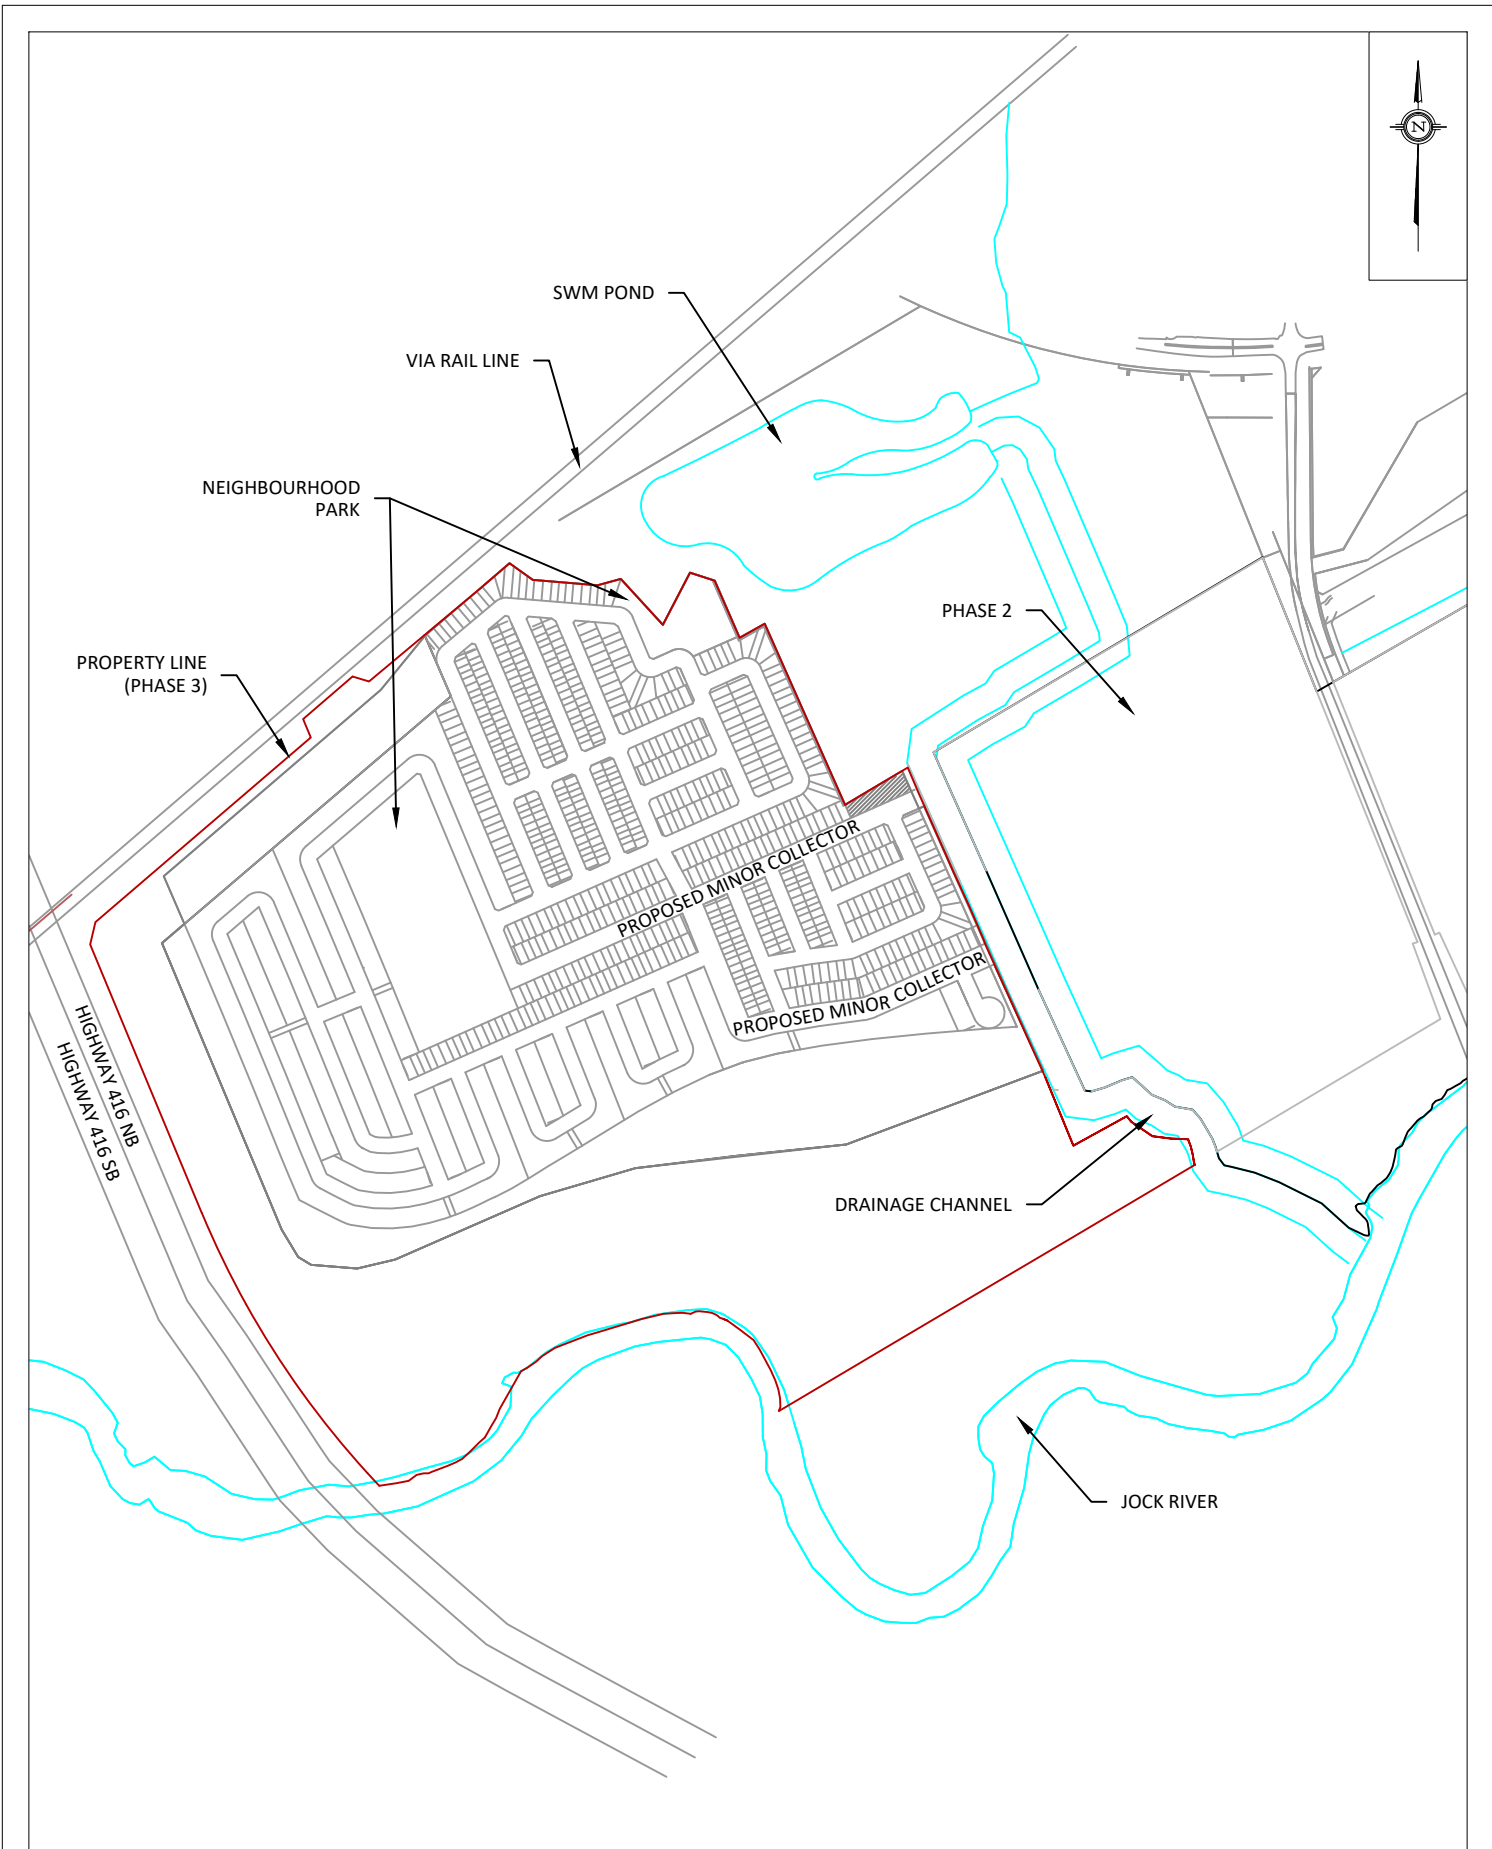 N
SWM POND
VIA RAIL LINE
NEIGHBOURHOOD
PARK
PHASE 2
PROPERTY LINE
(PHASE 3)
PROPOSED MINOR COLLECTOR
PROPOSED MINOR COLLECTOR
HIGHWAY 416 NB
HIGHWAY 416 SB
DRAINAGE CHANNEL
JOCK RIVER